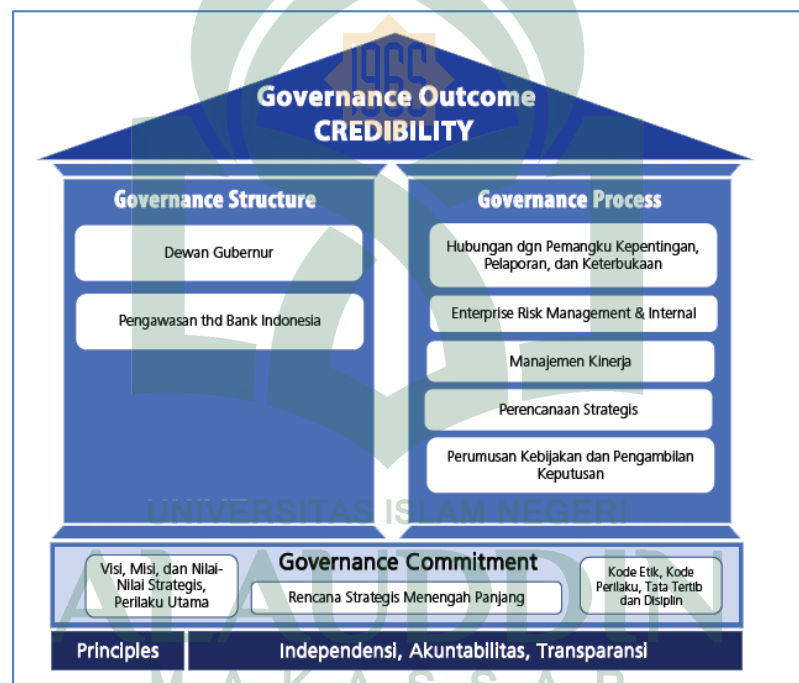 1965
Governance Outcome
CREDIBILITY
Governance Structure
Dewan Gubernur
Pengawasan thd Bank Indonesia
Governance Process
Hubungan dgn Pemangku Kepentingan,
Pelaporan, dan Keterbukaan
Enterprise Risk Management & Internal
Manajemen Kinerja
Perencanaan Strategis
Perumusan Kebijakan dan Pengambilan
Keputusan
UNIVERSITAS ISLAM NEGERI
Governance Commitment
Visi, Misi, dan Nilai-
Nilai Strategis,
Perilaku Utama
Rencana Strategis Menengah Panjang
Kode Etik, Kode
Perilaku, Tata Tertib
dan Disiplin
ALAUDDIN
Principles
Independensi, Akuntabilitas, Transparansi
MAKASSAR